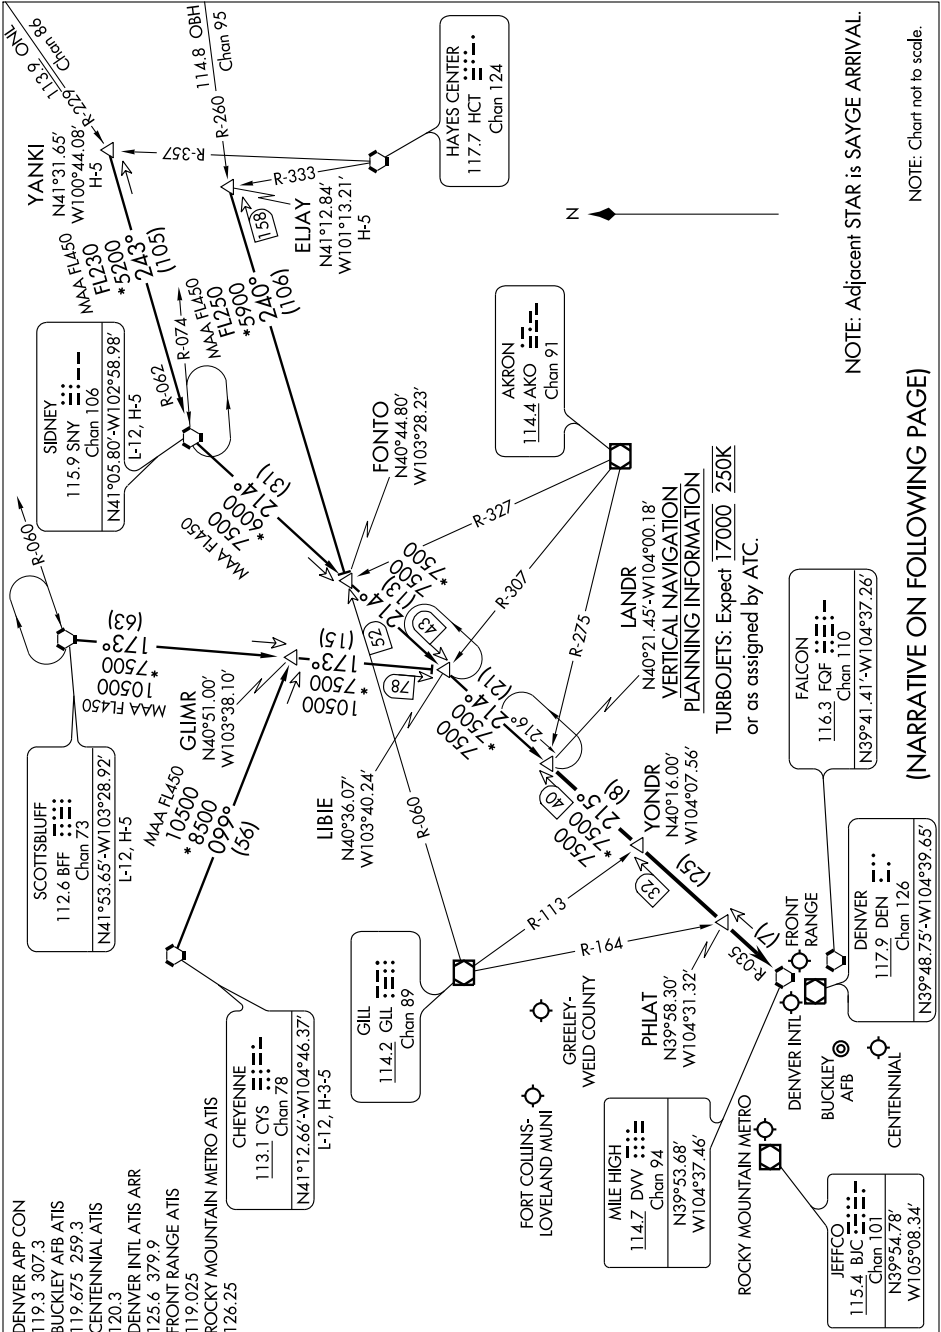 DENVER APP CON
119.3 307.3
BUCKLEY AFB ATIS
119.675 259.3
CENTENNIAL ATIS
120.3
DENVER INTL ATIS ARR
125.6 379.9
FRONT RANGE ATIS
119.025
ROCKY MOUNTAIN METRO ATIS
126.25
CHEYENNE
113.1 CYS
Chan 78
N41°12.66'-W104°46.37'
L-12, H-3-5
SCOTTSBLUFF
112.6 BFF
Chan 73
N41°53.65'-W103°28.92'
L-12, H-5
R-060
MAA FL450
10500
*7500
173°
(63)
MAA FL450
10500
*8500
099°
(56)
GLIMR
N40°51.00'
W103°38.10'
10500
*7500
173°
(15)
78
SIDNEY
115.9 SNY
Chan 106
N41°05.80'-W102°58.98'
L-12, H-5
R-062
R-074
MAA FL450
7500
*6000
214°
(31)
YANKI
N41°31.65'
W100°44.08'
H-5
113.9 ONL
Chan 86
R-229
MAA FL450
FL230
*5200
243°
(105)
114.8 OBH
Chan 95
R-260
R-357
R-333
158
ELJAY
N41°12.84'
W101°13.21'
H-5
MAA FL450
FL250
*5900
240°
(106)
HAYES CENTER
117.7 HCT
Chan 124
N
FONTO
N40°44.80'
W103°28.23'
52
214°
(13)
7500
*7500
43
LIBIE
N40°36.07'
W103°40.24'
AKRON
114.4 AKO
Chan 91
R-327
R-307
R-275
7500
*7500
214°
(21)
216°
LANDR
N40°21.45'-W104°00.18'
VERTICAL NAVIGATION
PLANNING INFORMATION
TURBOJETS: Expect 17000 250K
or as assigned by ATC.
40
7500
*7500
215°
(8)
YONDR
N40°16.00'
W104°07.56'
32
(25)
GILL
114.2 GLL
Chan 89
R-060
R-113
R-164
PHLAT
N39°58.30'
W104°31.32'
(7)
R-035
GREELEY-
WELD COUNTY
FORT COLLINS-
LOVELAND MUNI
MILE HIGH
114.7 DVV
Chan 94
N39°53.68'
W104°37.46'
FRONT
RANGE
DENVER INTL
BUCKLEY
AFB
CENTENNIAL
ROCKY MOUNTAIN METRO
JEFFCO
115.4 BJC
Chan 101
N39°54.78'
W105°08.34'
FALCON
116.3 FQF
Chan 110
N39°41.41'-W104°37.26'
DENVER
117.9 DEN
Chan 126
N39°48.75'-W104°39.65'
NOTE: Adjacent STAR is SAYGE ARRIVAL.
(NARRATIVE ON FOLLOWING PAGE)
NOTE: Chart not to scale.